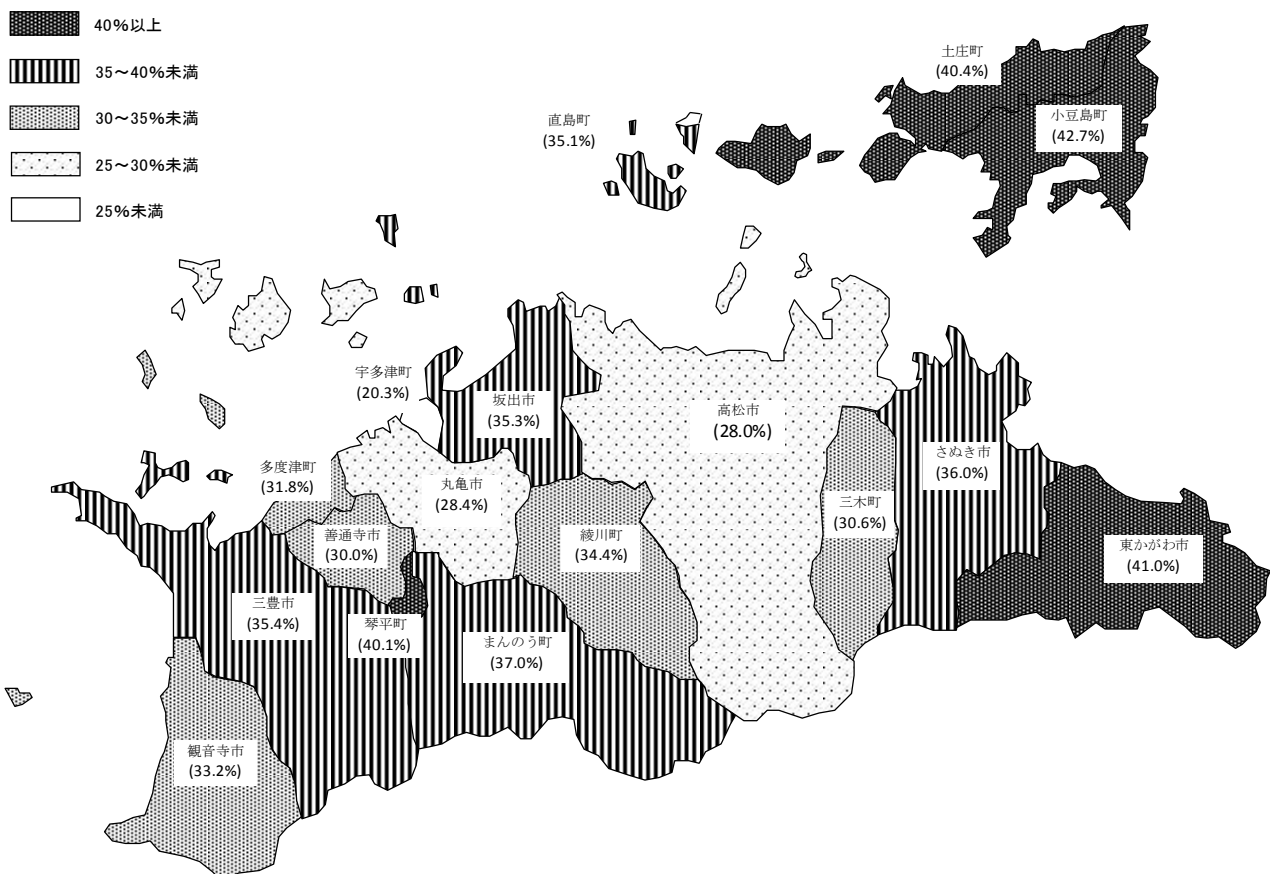 40%以上
35～40%未満
30～35%未満
25～30%未満
25%未満
土庄町
(40.4%)
小豆島町
(42.7%)
直島町
(35.1%)
宇多津町
(20.3%)
坂出市
(35.3%)
高松市
(28.0%)
さぬき市
(36.0%)
多度津町
(31.8%)
丸亀市
(28.4%)
三木町
(30.6%)
善通寺市
(30.0%)
綾川町
(34.4%)
東かがわ市
(41.0%)
三豊市
(35.4%)
琴平町
(40.1%)
まんのう町
(37.0%)
観音寺市
(33.2%)